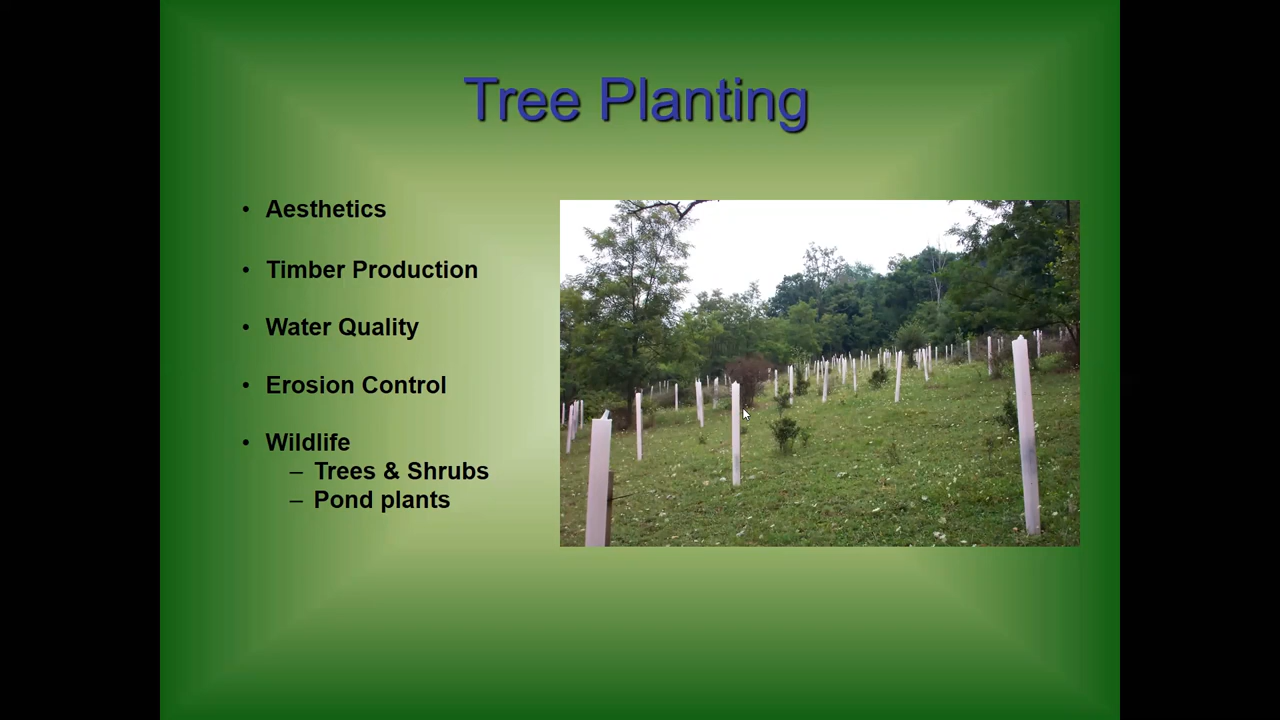 Tree Planting
• Aesthetics
• Timber Production
• Water Quality
• Erosion Control
• Wildlife
– Trees & Shrubs
– Pond plants